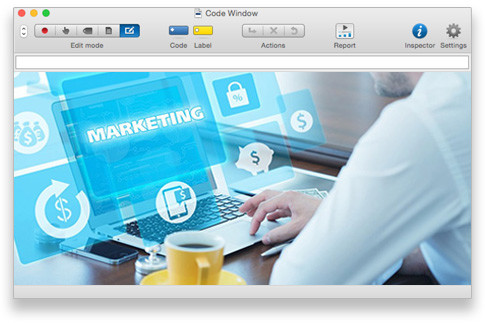 Code Window
Edit mode
Code
Label
Actions
Report
Inspector
Settings
MARKETING
%
$
$
$
$
$